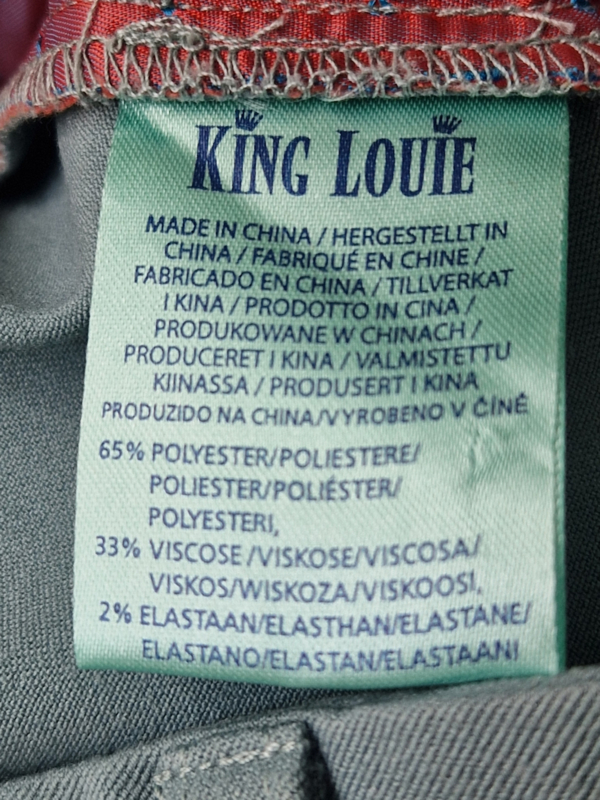 KING LOUIE
MADE IN CHINA / HERGESTELLT IN
CHINA / FABRIQUÉ EN CHINE /
FABRICADO EN CHINA / TILLVERKAT
I KINA / PRODOTTO IN CINA /
PRODUKOWANE W CHINACH /
PRODUCERET I KINA / VALMISTETTU
KIINASSA / PRODUSERT I KINA
PRODUZIDO NA CHINA/VYROBENO V ČÍNĚ
65% POLYESTER/POLIESTERE/
POLIESTER/POLIÉSTER/
POLYESTERI,
33% VISCOSE/VISKOSE/VISCOSA/
VISKOS/WISKOZA/VISKOOSI,
2% ELASTAAN/ELASTHAN/ELASTANE/
ELASTANO/ELASTAN/ELASTAANI